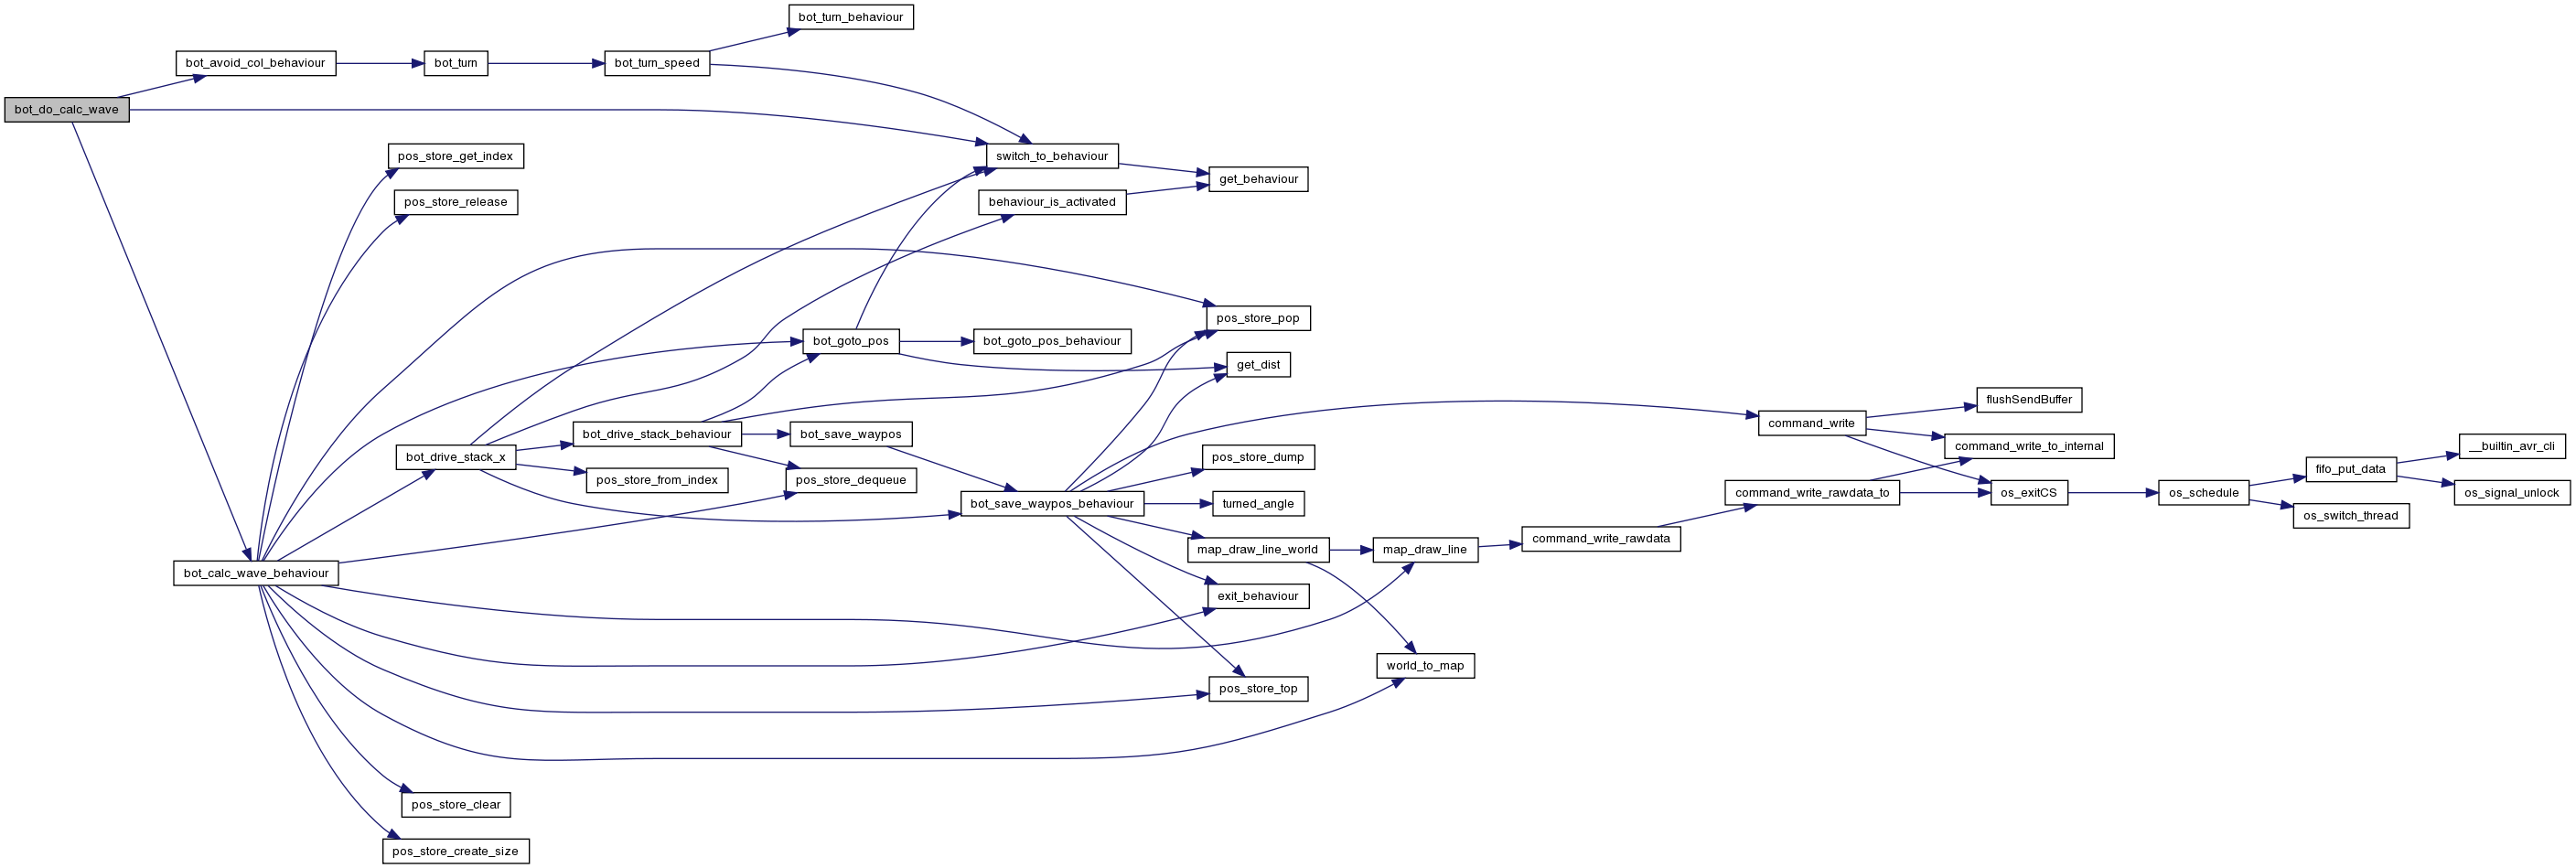 bot_turn_behaviour
bot_avoid_col_behaviour
bot_turn
bot_turn_speed
bot_do_calc_wave
pos_store_get_index
switch_to_behaviour
get_behaviour
pos_store_release
behaviour_is_activated
pos_store_pop
bot_goto_pos
bot_goto_pos_behaviour
get_dist
flushSendBuffer
command_write
bot_drive_stack_behaviour
bot_save_waypos
command_write_to_internal
__builtin_avr_cli
bot_drive_stack_x
pos_store_dump
fifo_put_data
pos_store_from_index
pos_store_dequeue
command_write_rawdata_to
os_exitCS
os_schedule
os_signal_unlock
bot_save_waypos_behaviour
turned_angle
os_switch_thread
command_write_rawdata
map_draw_line_world
map_draw_line
bot_calc_wave_behaviour
exit_behaviour
world_to_map
pos_store_top
pos_store_clear
pos_store_create_size